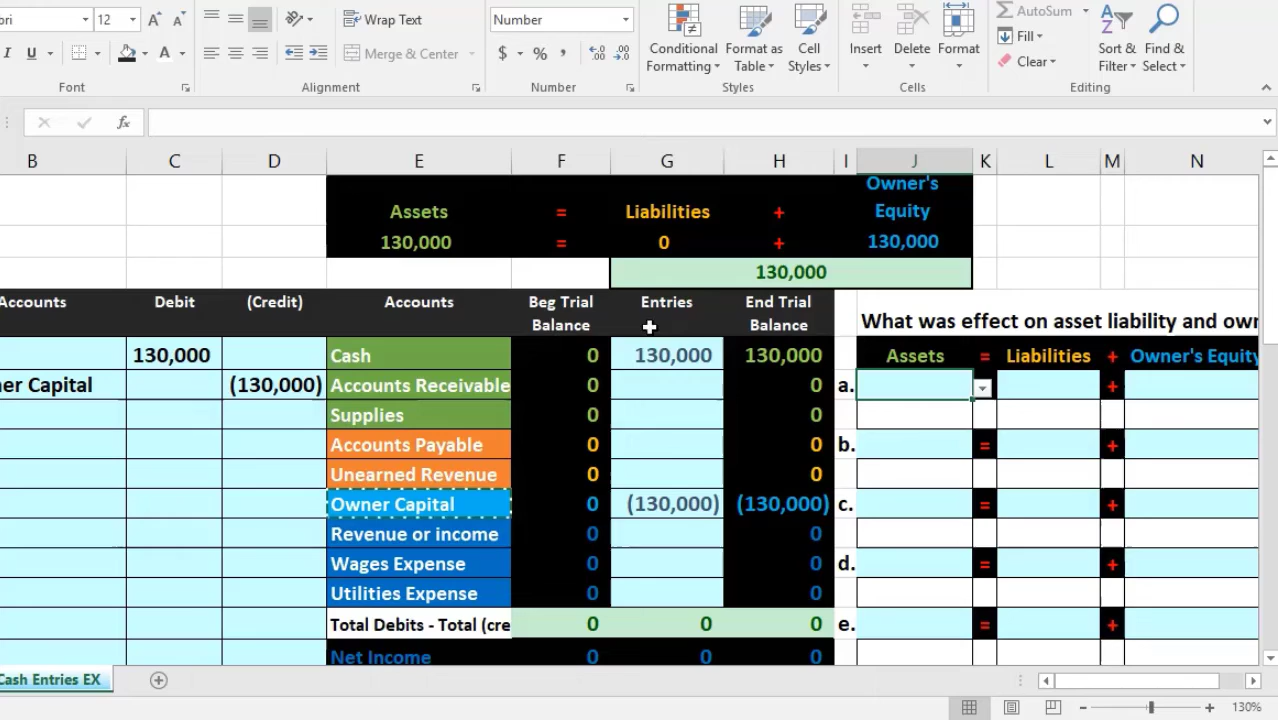 ori 12 A A Wrap Text Number AutoSum
I U A Merge & Center $ % , Conditional Formatting Format as Table Cell Styles Insert Delete Format Fill Clear Sort & Filter Find & Select
Font Alignment Number Styles Cells Editing
fx
B C D E F G H I J K L M N
Owner's
Assets = Liabilities + Equity
130,000 = 0 + 130,000
130,000
Accounts Debit (Credit) Accounts Beg Trial Balance Entries End Trial Balance What was effect on asset liability and own
Cash 130,000 0 130,000 130,000 Assets = Liabilities + Owner's Equity
ner Capital (130,000) Accounts Receivable 0 0 a. +
Supplies 0 0
Accounts Payable 0 0 b. = +
Unearned Revenue 0 0
Owner Capital 0 (130,000) (130,000) c. = +
Revenue or income 0 0
Wages Expense 0 0 d. = +
Utilities Expense 0 0
Total Debits - Total (cre 0 0 0 e. = +
Net Income 0 0 0
Cash Entries EX
130%